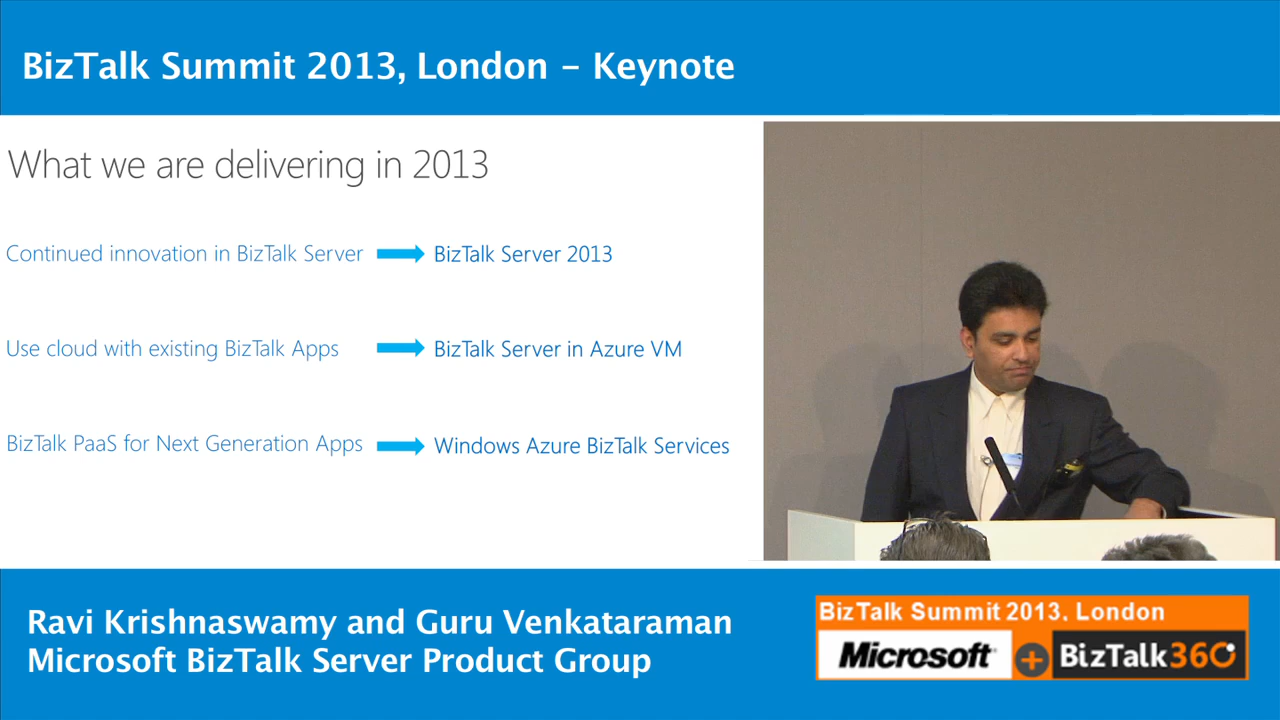 BizTalk Summit 2013, London – Keynote
What we are delivering in 2013
Continued innovation in BizTalk Server
BizTalk Server 2013
Use cloud with existing BizTalk Apps
BizTalk Server in Azure VM
BizTalk PaaS for Next Generation Apps
Windows Azure BizTalk Services
Ravi Krishnaswamy and Guru Venkataraman
Microsoft BizTalk Server Product Group
BizTalk Summit 2013, London
Microsoft + BizTalk360